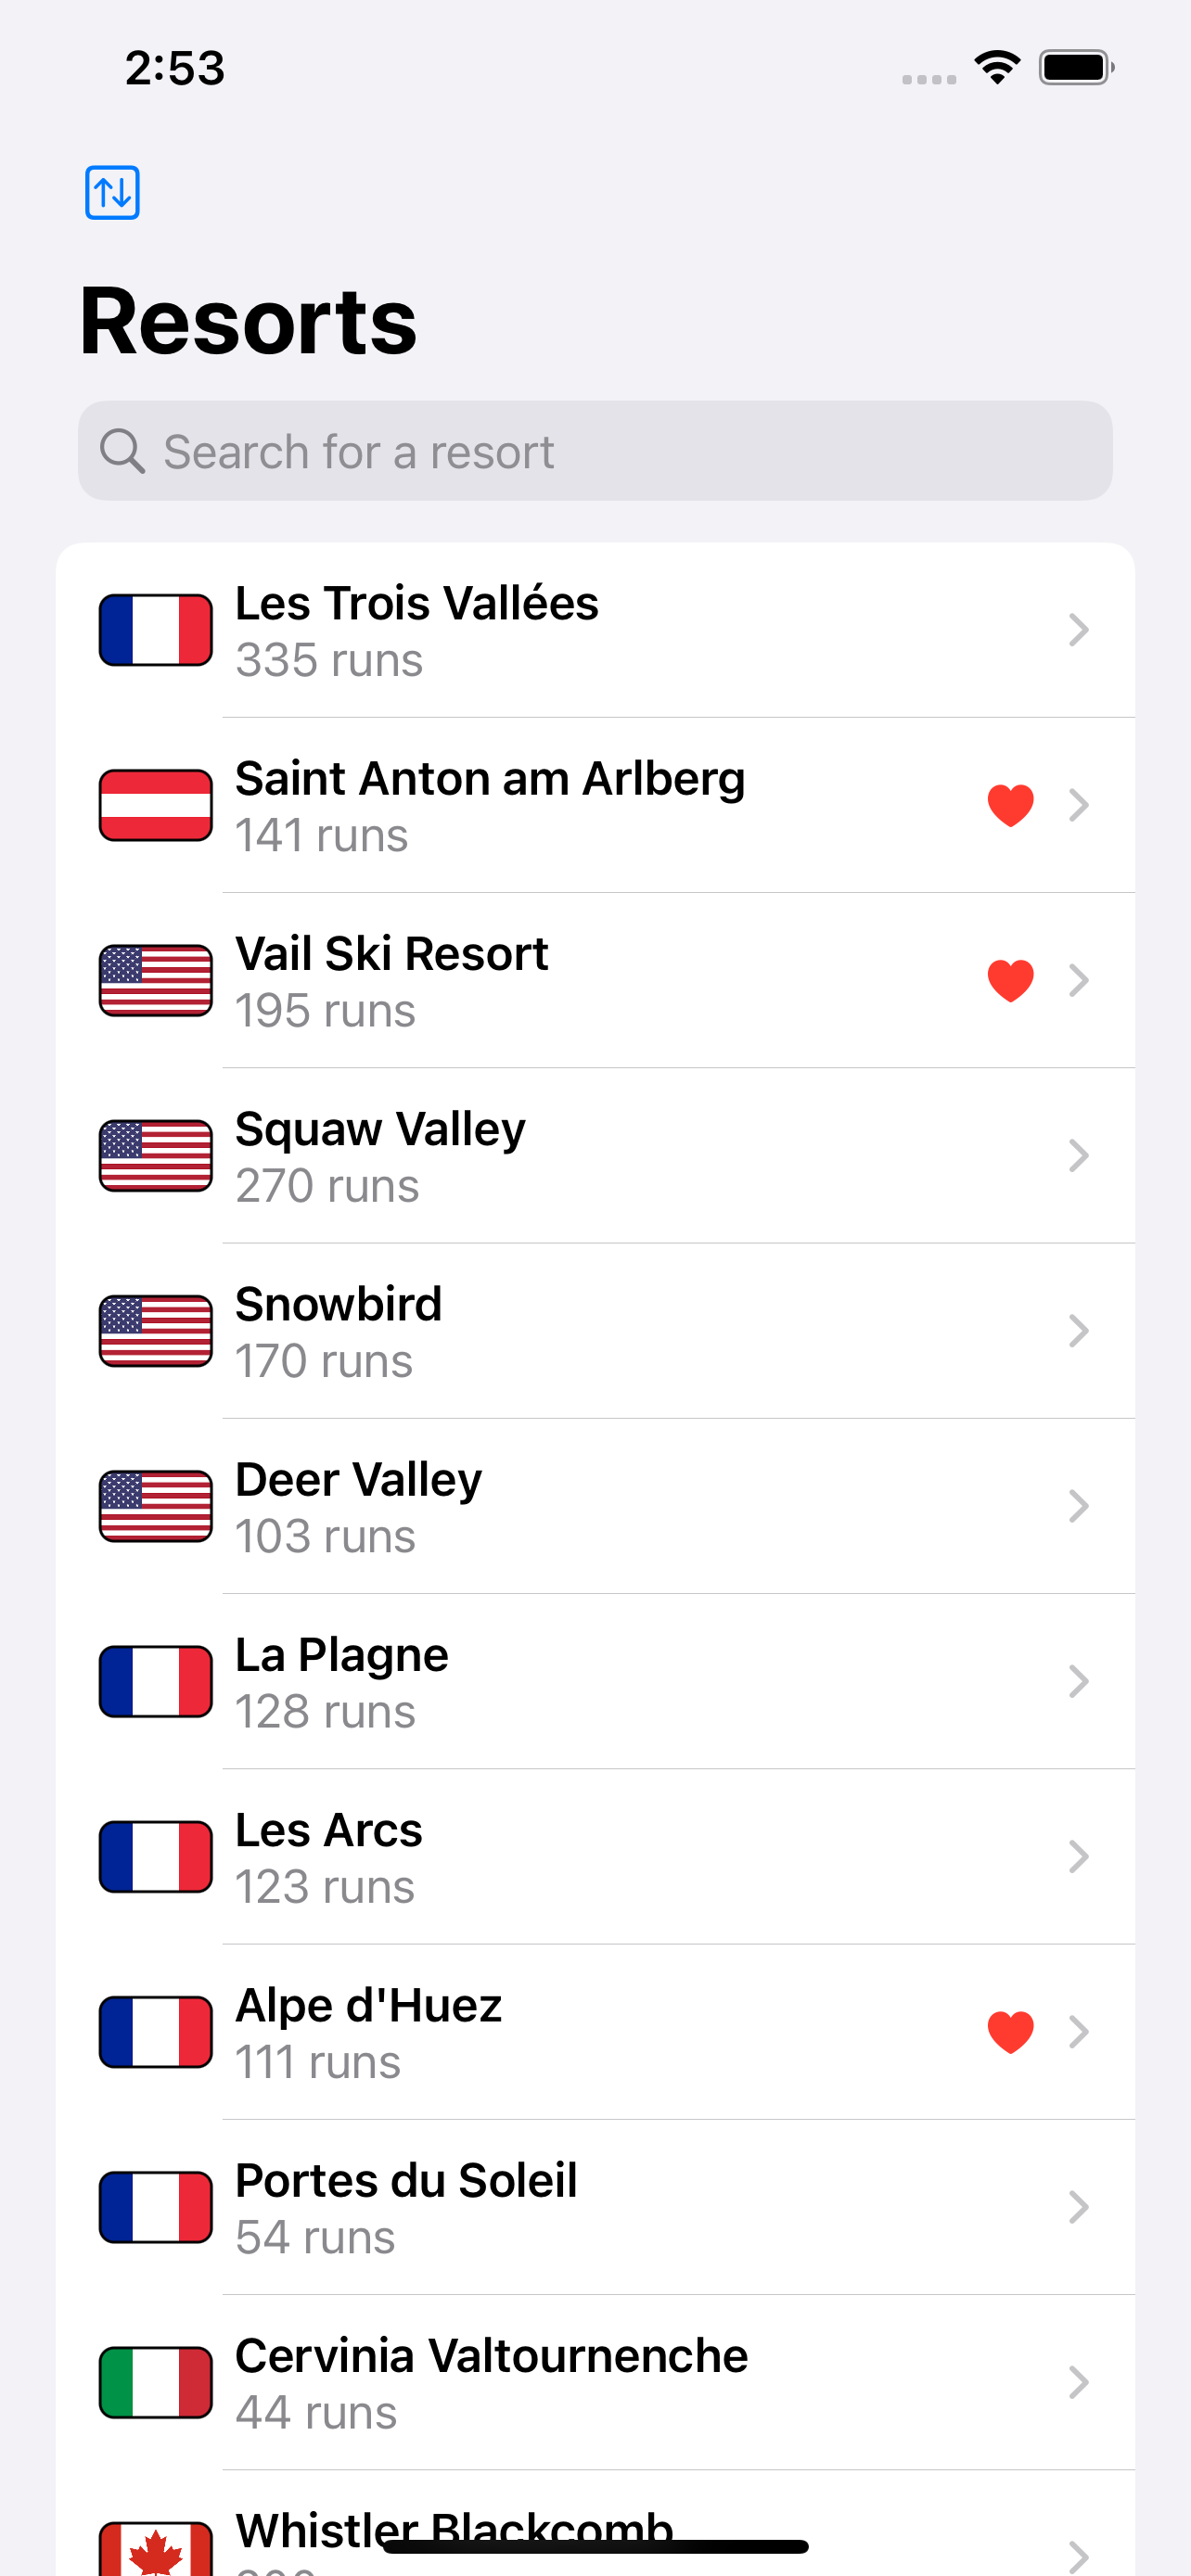 2:53
Resorts
Search for a resort
Les Trois Vallées
335 runs
Saint Anton am Arlberg
141 runs
Vail Ski Resort
195 runs
Squaw Valley
270 runs
Snowbird
170 runs
Deer Valley
103 runs
La Plagne
128 runs
Les Arcs
123 runs
Alpe d'Huez
111 runs
Portes du Soleil
54 runs
Cervinia Valtournenche
44 runs
Whistler Blackcomb